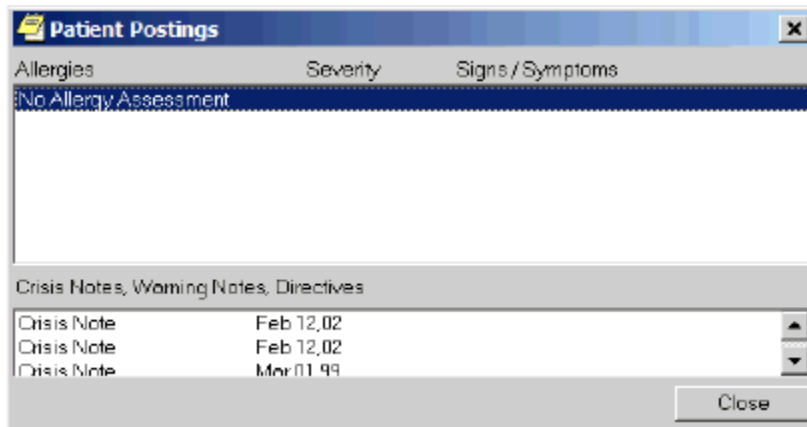 Patient Postings
Allergies Severity Signs / Symptoms
No Allergy Assessment
Crisis Notes, Warning Notes, Directives
Crisis Note Feb 12,02
Crisis Note Feb 12,02
Crisis Note Mar 01,99
Close